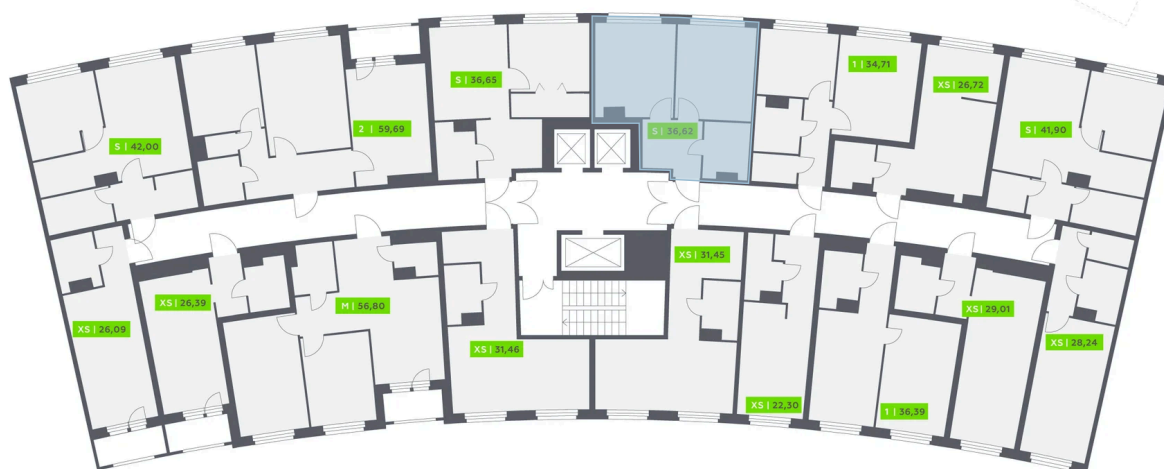 S | 42,00
2 | 59,69
S | 36,65
S | 36,62
1 | 34,71
XS | 26,72
S | 41,90
XS | 26,09
XS | 26,39
M | 56,80
XS | 31,46
XS | 31,45
XS | 22,30
1 | 36,39
XS | 29,01
XS | 28,24